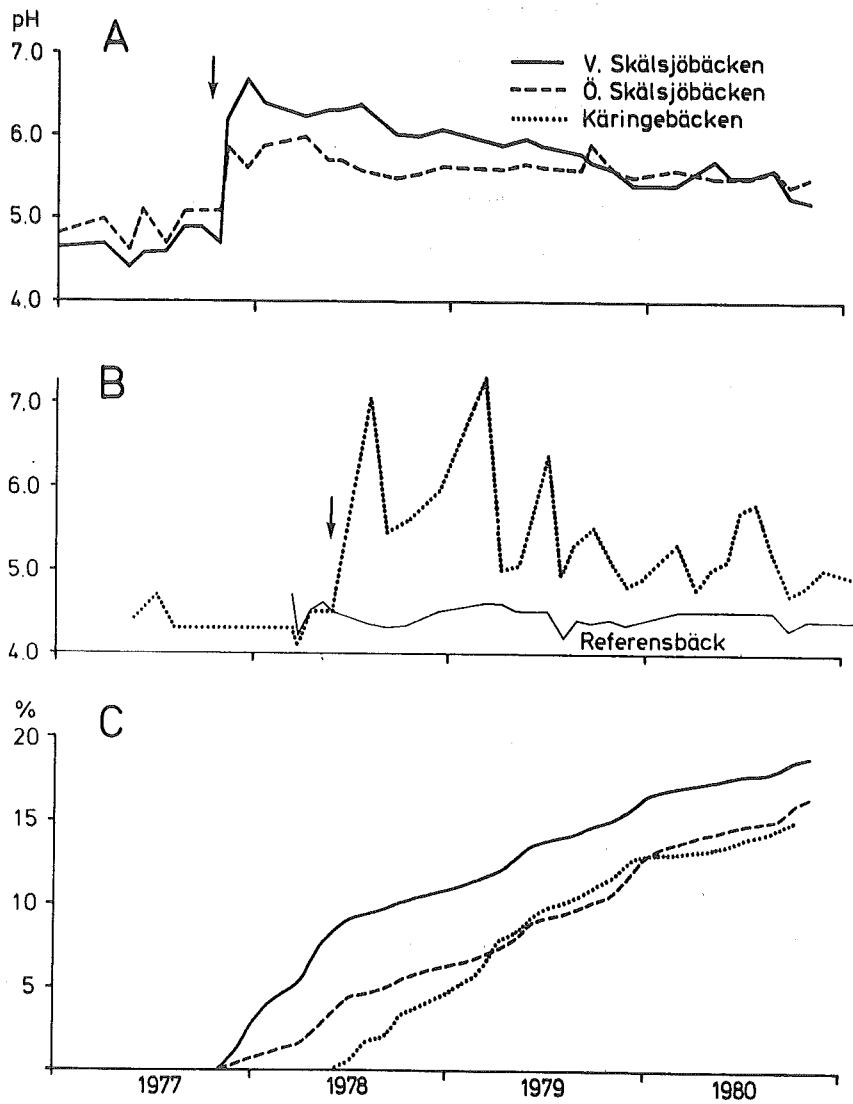 pH
A
7.0
6.0
5.0
4.0
V. Skälsjöbäcken
Ö. Skälsjöbäcken
Käringebäcken
B
7.0
6.0
5.0
4.0
Referensbäck
%
C
20
15
10
5
1977
1978
1979
1980